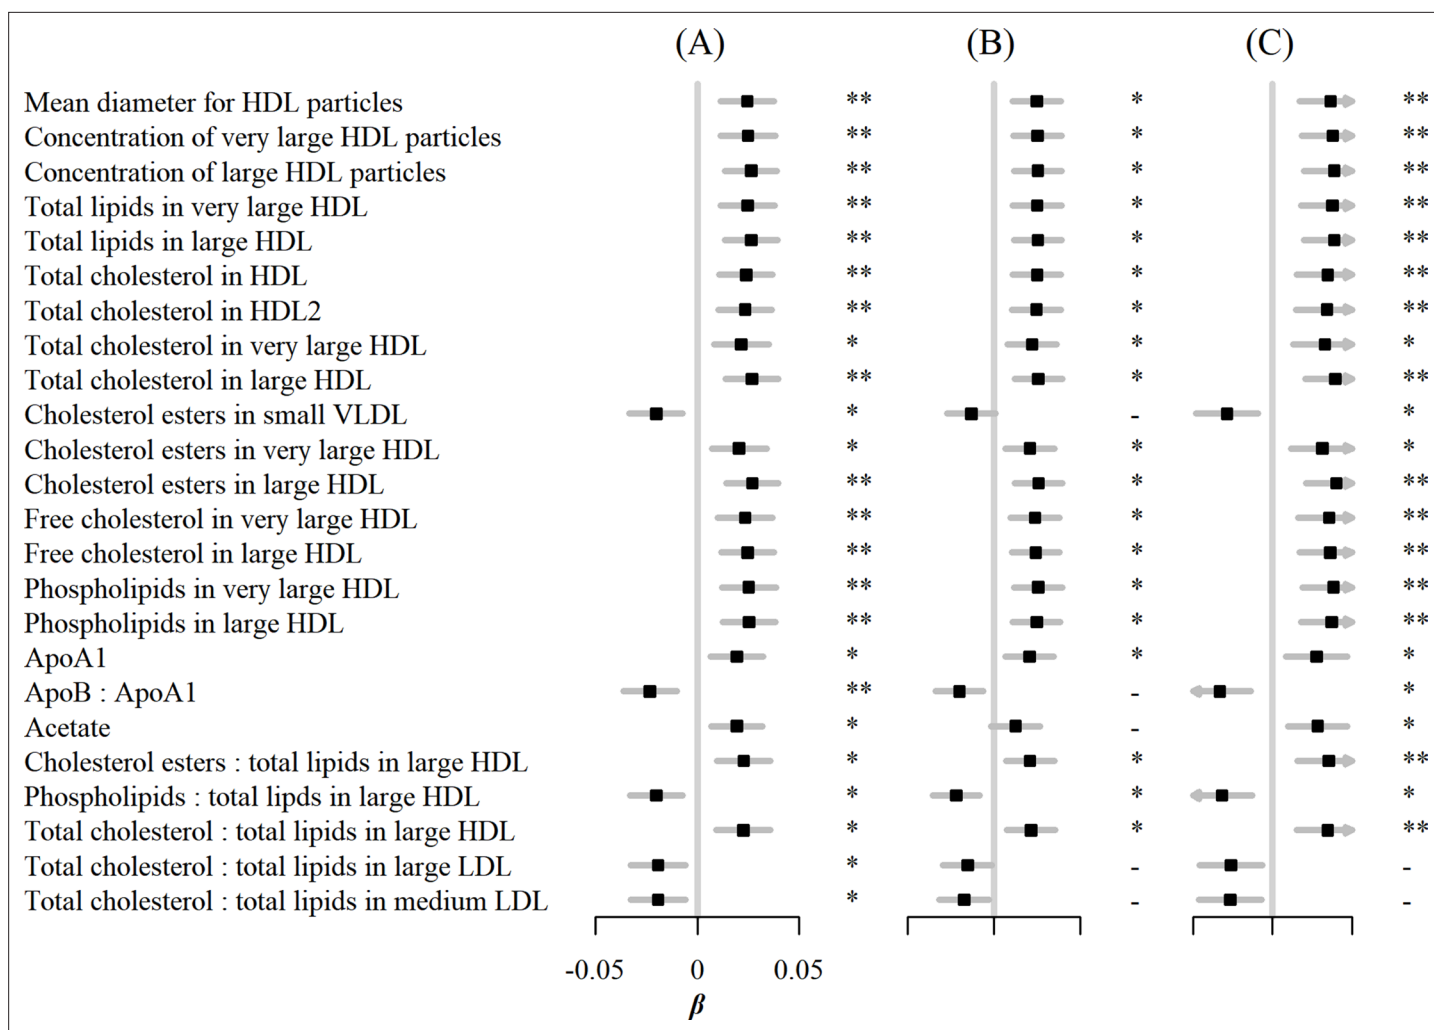 (A) (B) (C)
Mean diameter for HDL particles ** * **
Concentration of very large HDL particles ** * **
Concentration of large HDL particles ** * **
Total lipids in very large HDL ** * **
Total lipids in large HDL ** * **
Total cholesterol in HDL ** * **
Total cholesterol in HDL2 ** * **
Total cholesterol in very large HDL * * *
Total cholesterol in large HDL ** * **
Cholesterol esters in small VLDL * - *
Cholesterol esters in very large HDL * * *
Cholesterol esters in large HDL ** * **
Free cholesterol in very large HDL ** * **
Free cholesterol in large HDL ** * **
Phospholipids in very large HDL ** * **
Phospholipids in large HDL ** * **
ApoA1 * * *
ApoB : ApoA1 ** - *
Acetate * - *
Cholesterol esters : total lipids in large HDL * * **
Phospholipids : total lipds in large HDL * * *
Total cholesterol : total lipids in large HDL * * **
Total cholesterol : total lipids in large LDL * - -
Total cholesterol : total lipids in medium LDL * - -
-0.05 0 0.05
β